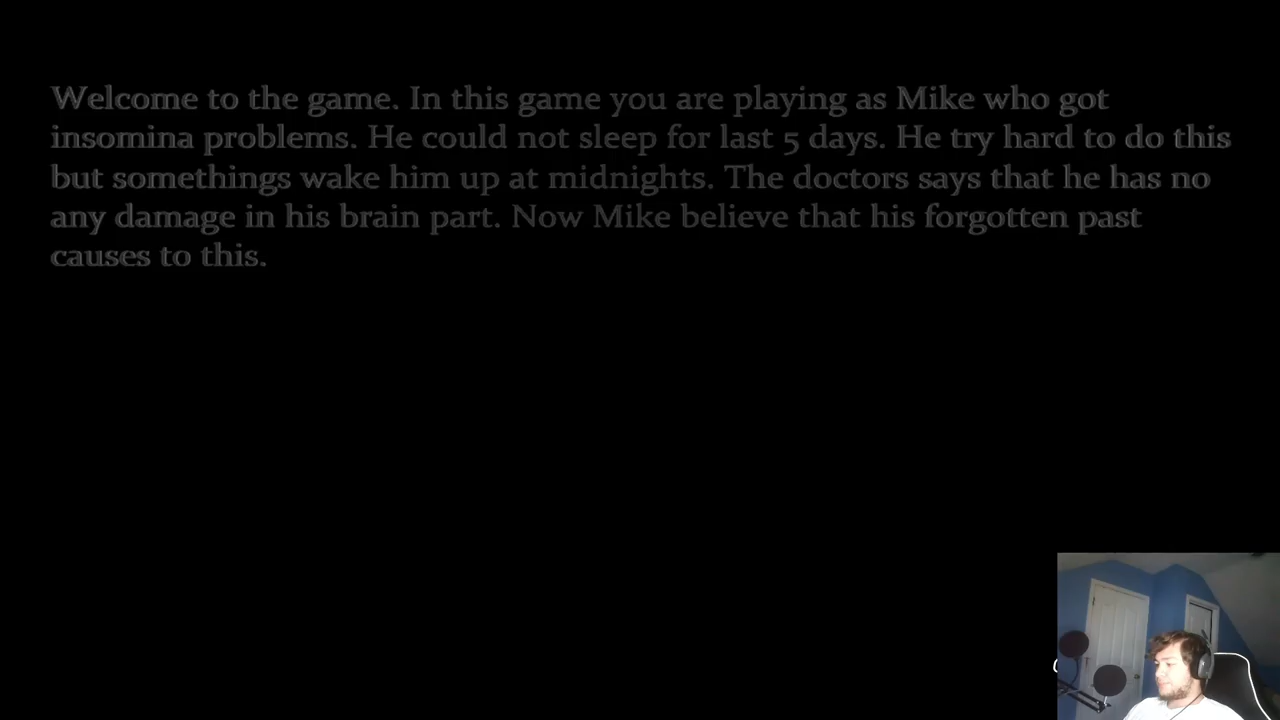 Welcome to the game. In this game you are playing as Mike who got
insomina problems. He could not sleep for last 5 days. He try hard to do this
but somethings wake him up at midnights. The doctors says that he has no
any damage in his brain part. Now Mike believe that his forgotten past
causes to this.